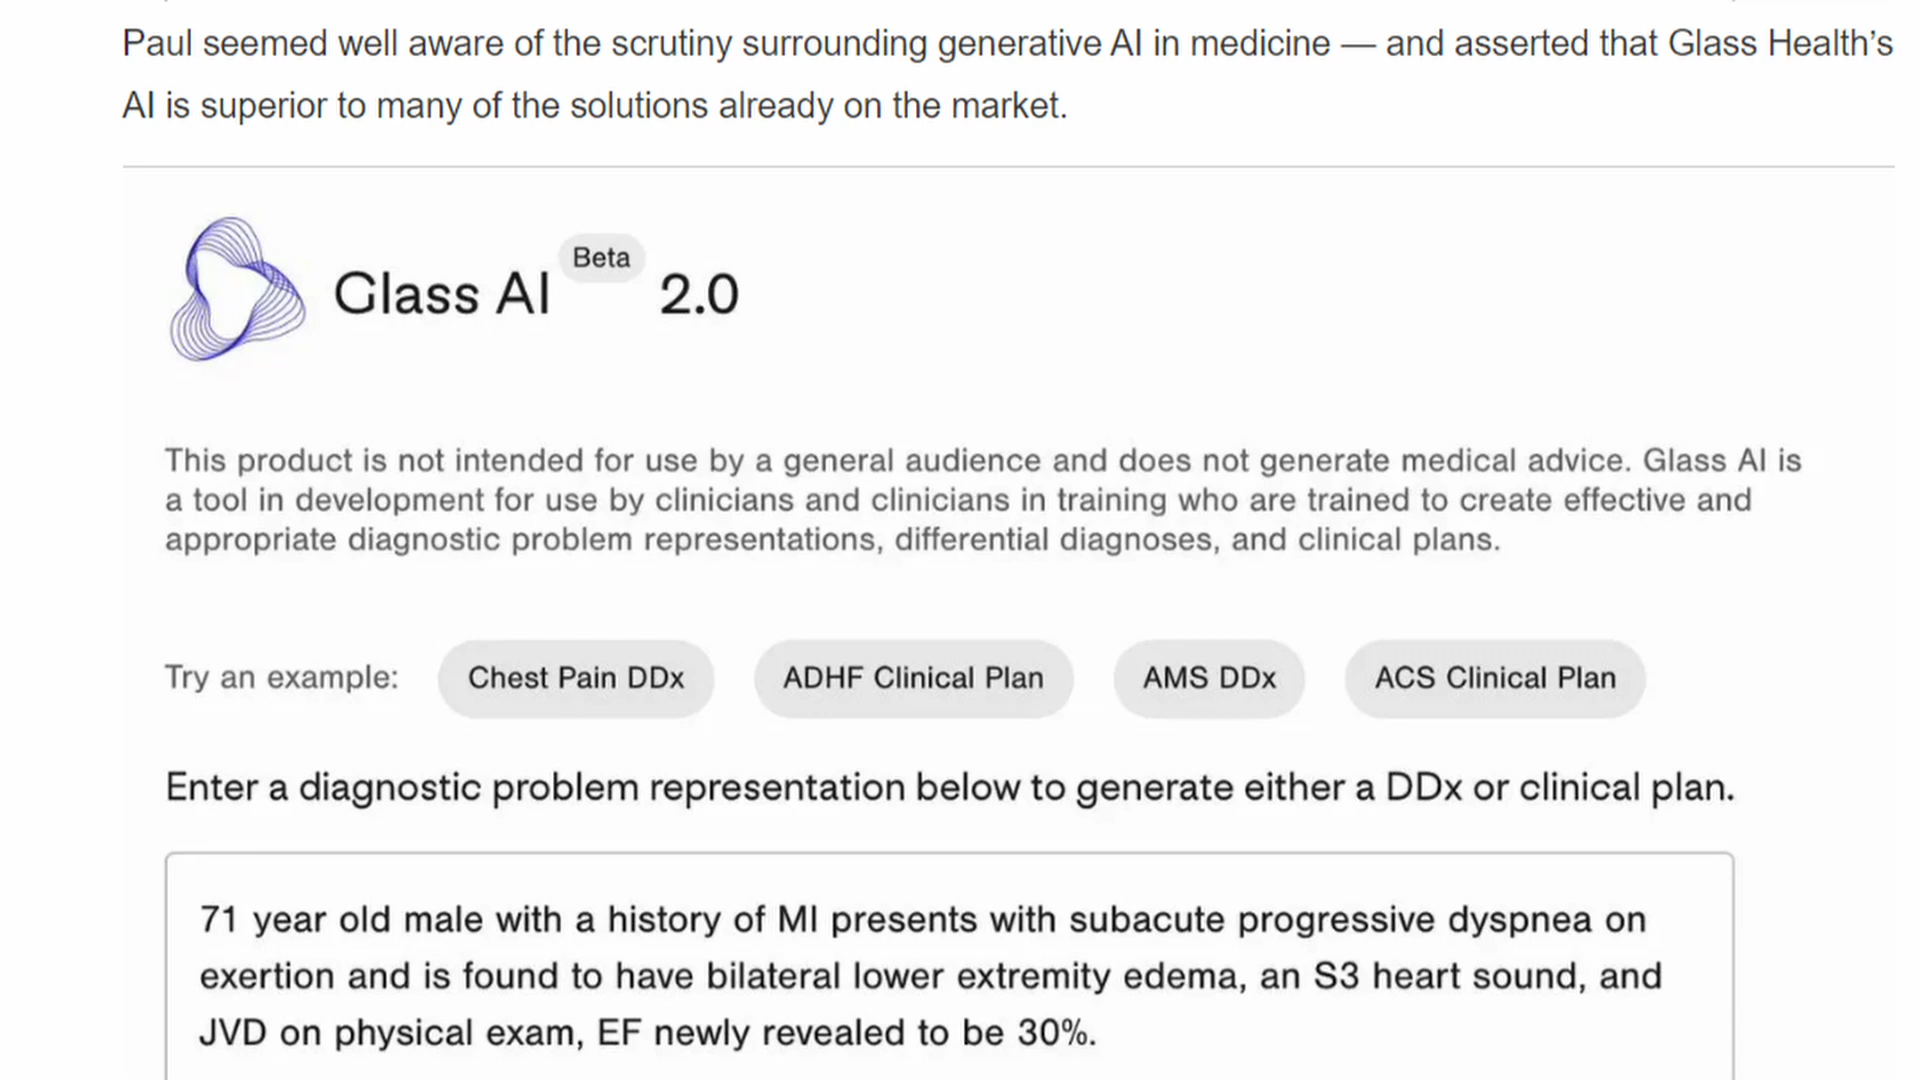 Paul seemed well aware of the scrutiny surrounding generative AI in medicine — and asserted that Glass Health’s
AI is superior to many of the solutions already on the market.
Glass AI Beta 2.0
This product is not intended for use by a general audience and does not generate medical advice. Glass AI is
a tool in development for use by clinicians and clinicians in training who are trained to create effective and
appropriate diagnostic problem representations, differential diagnoses, and clinical plans.
Try an example: Chest Pain DDx ADHF Clinical Plan AMS DDx ACS Clinical Plan
Enter a diagnostic problem representation below to generate either a DDx or clinical plan.
71 year old male with a history of MI presents with subacute progressive dyspnea on
exertion and is found to have bilateral lower extremity edema, an S3 heart sound, and
JVD on physical exam, EF newly revealed to be 30%.